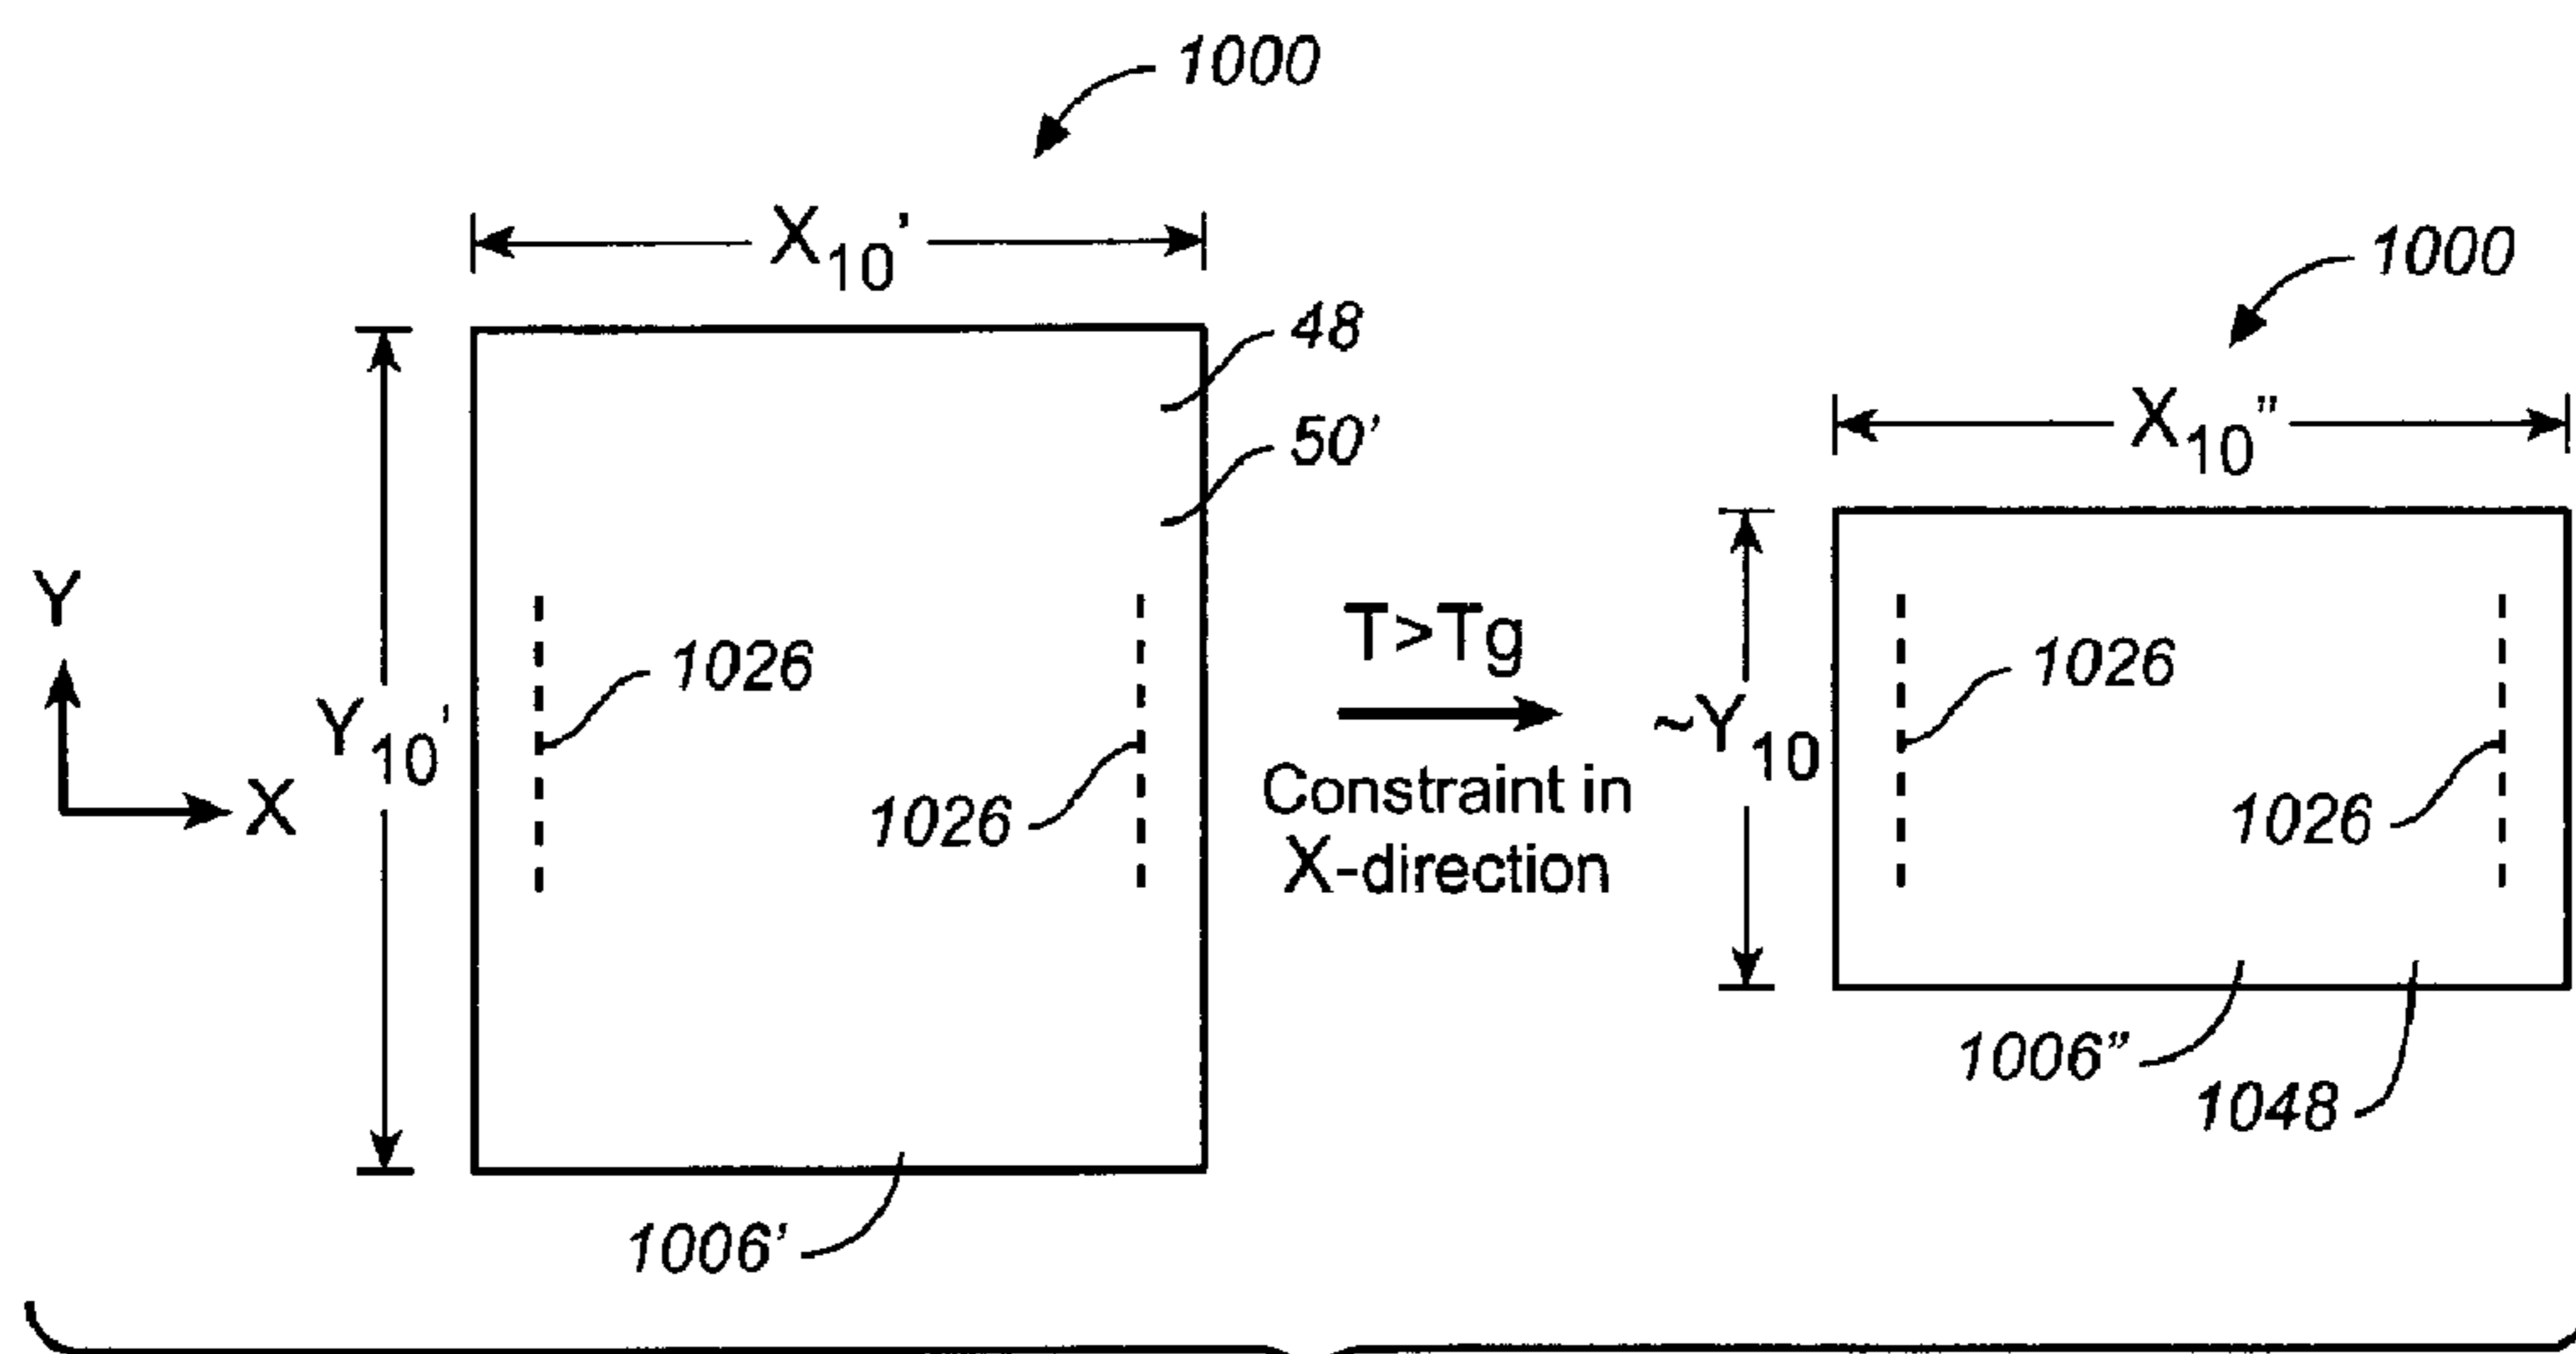 1000
X10'
48
50'
Y
X
Y10'
1026
1026
1006'
T>Tg
Constraint in
X-direction
1000
X10"
~Y10
1026
1026
1006"
1048